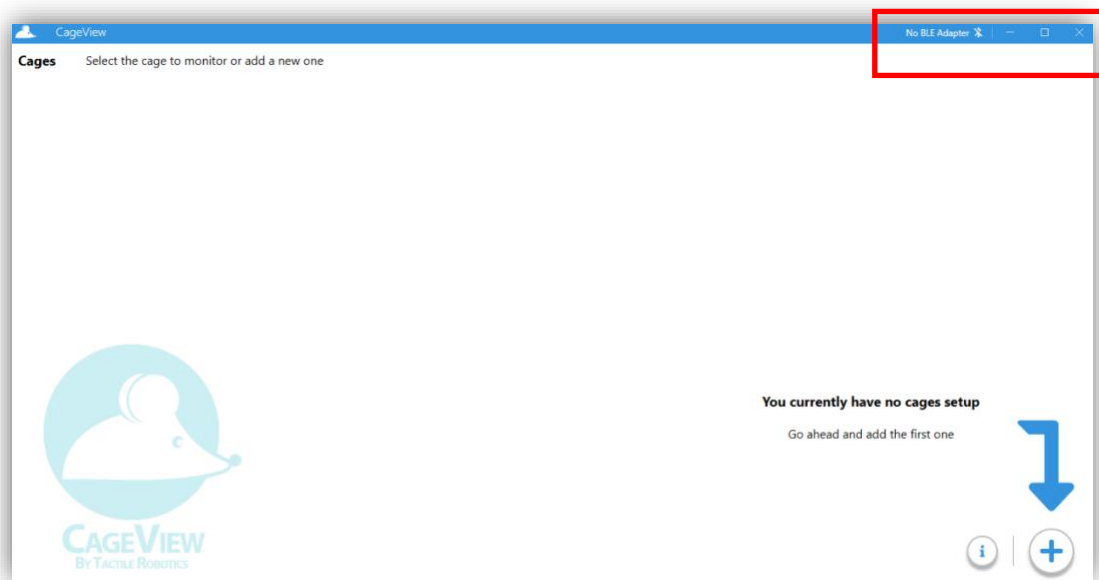 CageView
No BLE Adapter
Cages
Select the cage to monitor or add a new one
You currently have no cages setup
Go ahead and add the first one
CAGEVIEW
BY TACTILE ROBOTICS
i